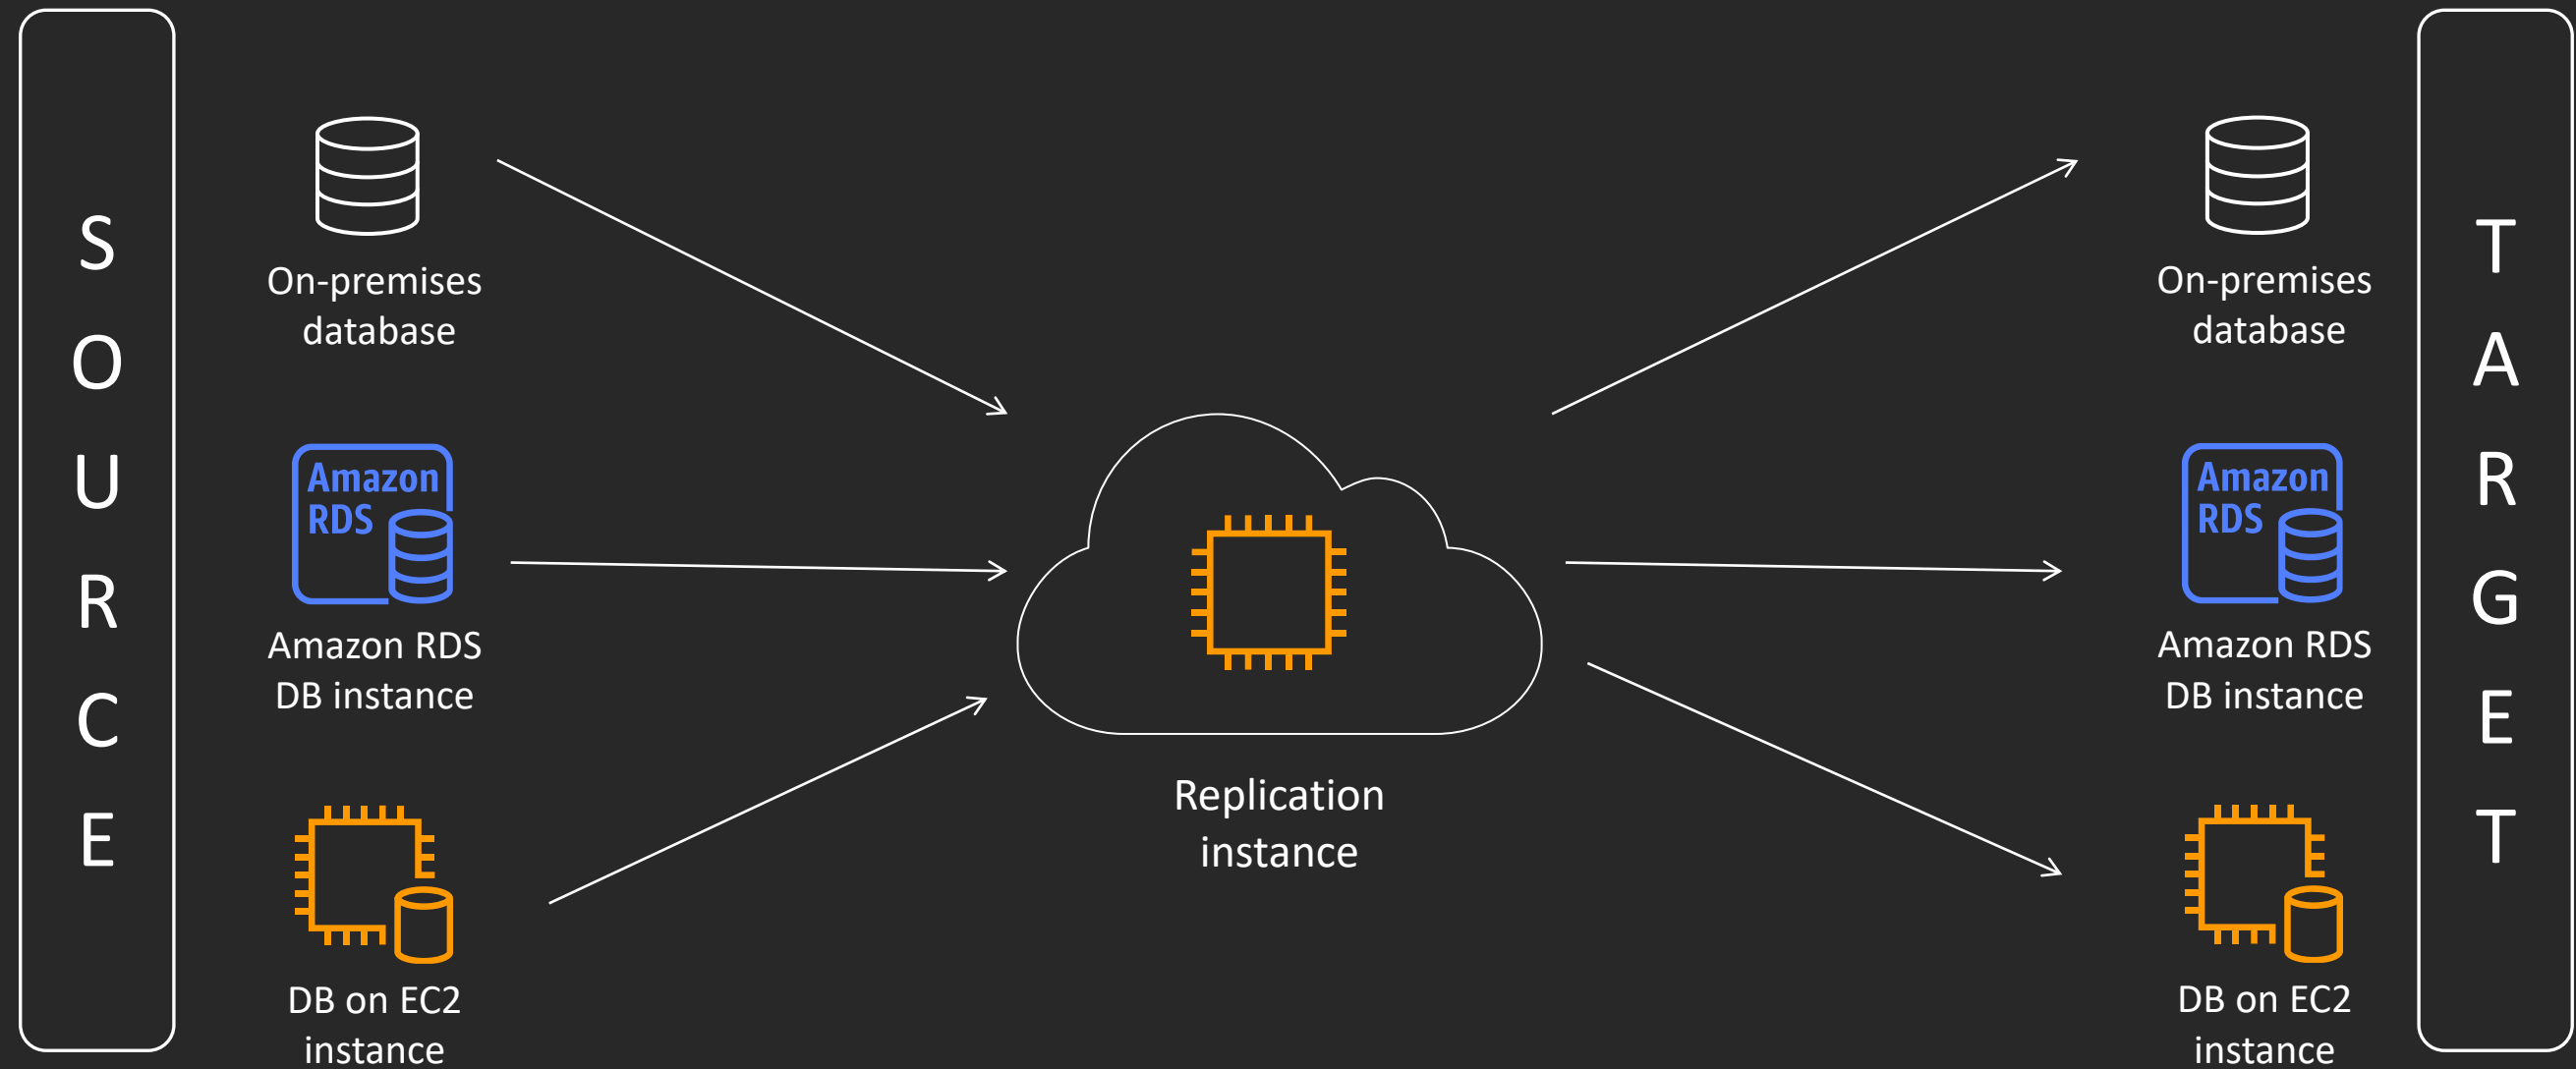 SOURCE
On-premises
database
Amazon
RDS
Amazon RDS
DB instance
DB on EC2
instance
Replication
instance
On-premises
database
Amazon
RDS
Amazon RDS
DB instance
DB on EC2
instance
TARGET